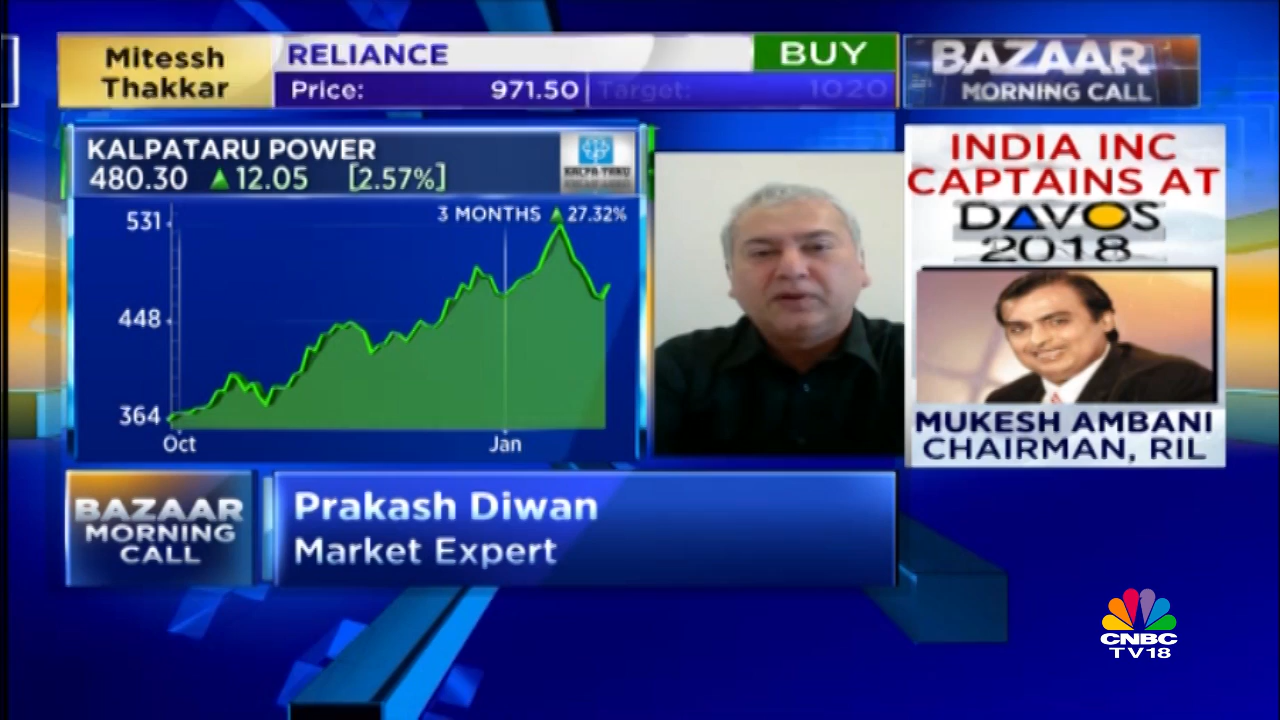 Mitessh
Thakkar
RELIANCE
BUY
Price: 971.50 Target: 1020
BAZAAR
MORNING CALL
KALPATARU POWER
480.30 ▲12.05 [2.57%]
KALPA-TARU
3 MONTHS ▲ 27.32%
531
448
364
Oct Jan
INDIA INC
CAPTAINS AT
DAVOS
2018
MUKESH AMBANI
CHAIRMAN, RIL
BAZAAR
MORNING
CALL
Prakash Diwan
Market Expert
CNBC
TV18